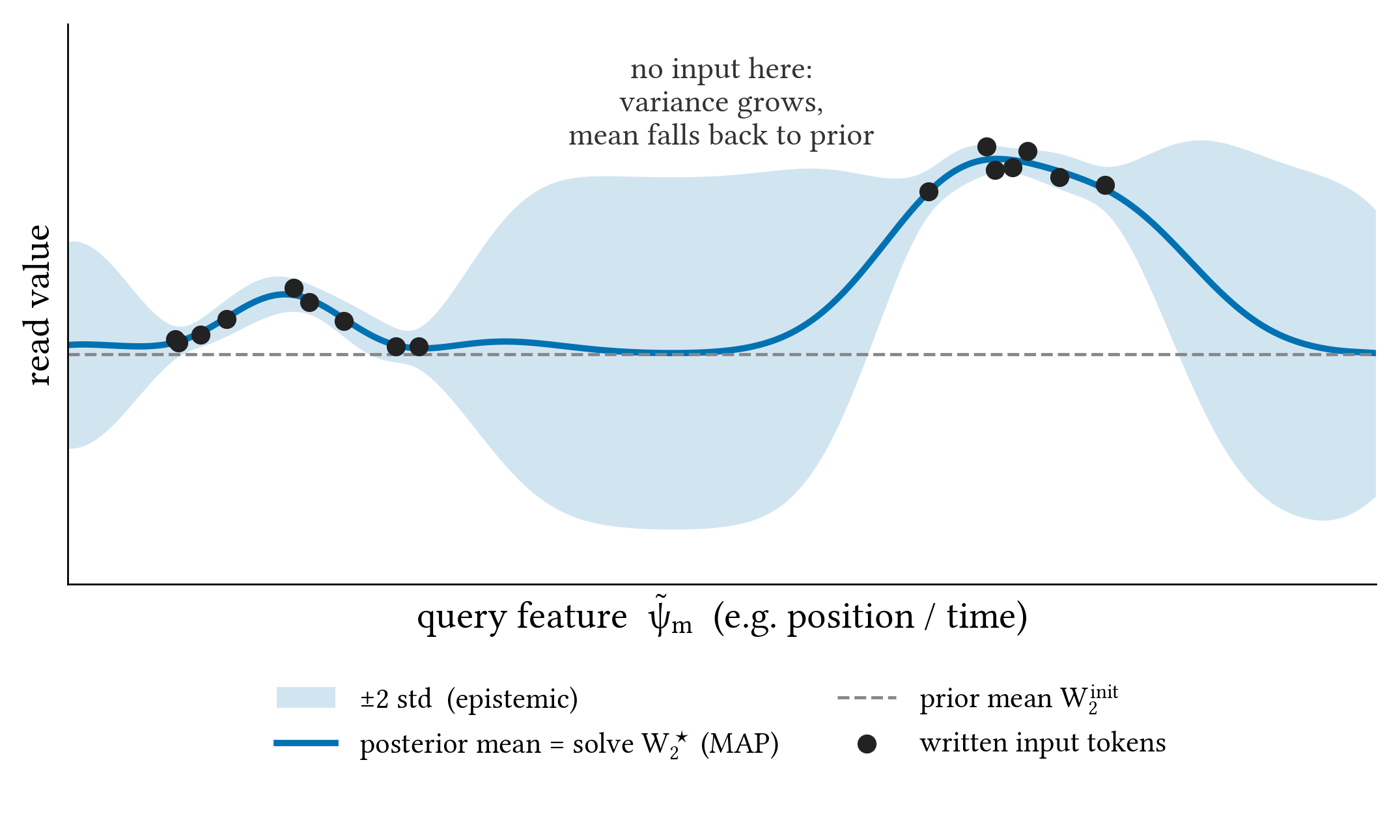 no input here:
variance grows,
mean falls back to prior
read value
query feature ψ̃ₘ (e.g. position / time)
±2 std (epistemic)
posterior mean = solve W₂* (MAP)
prior mean W₂ⁱⁿⁱᵗ
written input tokens